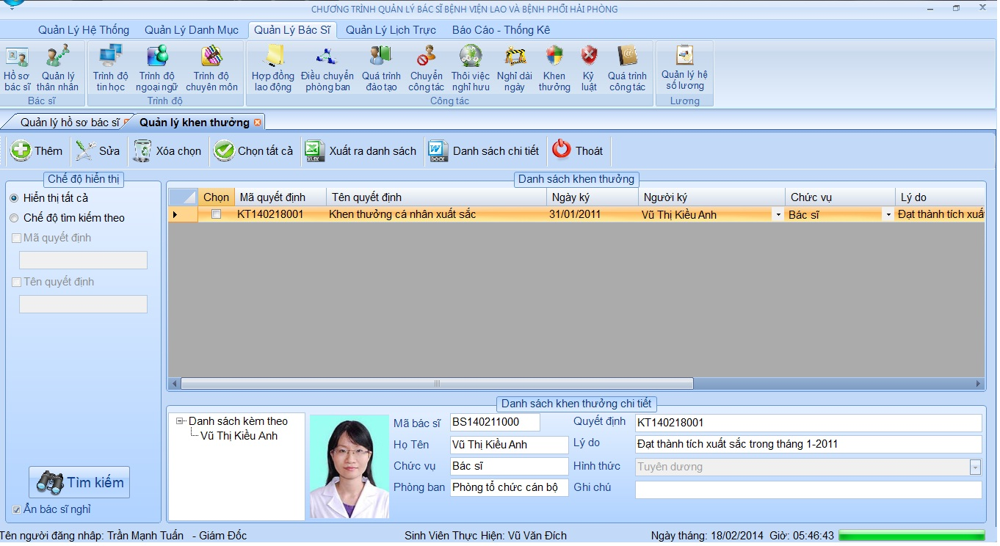 CHƯƠNG TRÌNH QUẢN LÝ BÁC SĨ BỆNH VIỆN LAO VÀ BỆNH PHỔI HẢI PHÒNG
Quản Lý Hệ Thống Quản Lý Danh Mục Quản Lý Bác Sĩ Quản Lý Lịch Trực Báo Cáo - Thống Kê
Hồ sơ Quản lý Trình độ Trình độ Trình độ Hợp đồng Điều chuyển Quá trình Chuyển Thôi việc Nghỉ dài Khen Kỷ Quá trình Quản lý hệ
bác sĩ thân nhân tin học ngoại ngữ chuyên môn lao động phòng ban đào tạo công tác nghỉ hưu ngày thưởng luật công tác số lương
Bác sĩ Trình độ Công tác Lương
Quản lý hồ sơ bác sĩ Quản lý khen thưởng
Thêm Sửa Xóa chọn Chọn tất cả XLSX Xuất ra danh sách DOCX Danh sách chi tiết Thoát
Chế độ hiển thị
Hiển thị tất cả
Chế độ tìm kiếm theo
Mã quyết định
Tên quyết định
Tìm kiếm
Ẩn bác sĩ nghỉ
Danh sách khen thưởng
Chọn Mã quyết định Tên quyết định Ngày ký Người ký Chức vụ Lý do
KT140218001 Khen thưởng cá nhân xuất sắc 31/01/2011 Vũ Thị Kiều Anh Bác sĩ Đạt thành tích xuấ
Danh sách khen thưởng chi tiết
Danh sách kèm theo
Vũ Thị Kiều Anh
Mã bác sĩ BS140211000 Quyết định KT140218001
Họ Tên Vũ Thị Kiều Anh Lý do Đạt thành tích xuất sắc trong tháng 1-2011
Chức vụ Bác sĩ Hình thức Tuyên dương
Phòng ban Phòng tổ chức cán bộ Ghi chú
Tên người đăng nhập: Trần Mạnh Tuấn - Giám Đốc Sinh Viên Thực Hiện: Vũ Văn Đích Ngày tháng: 18/02/2014 Giờ: 05:46:43